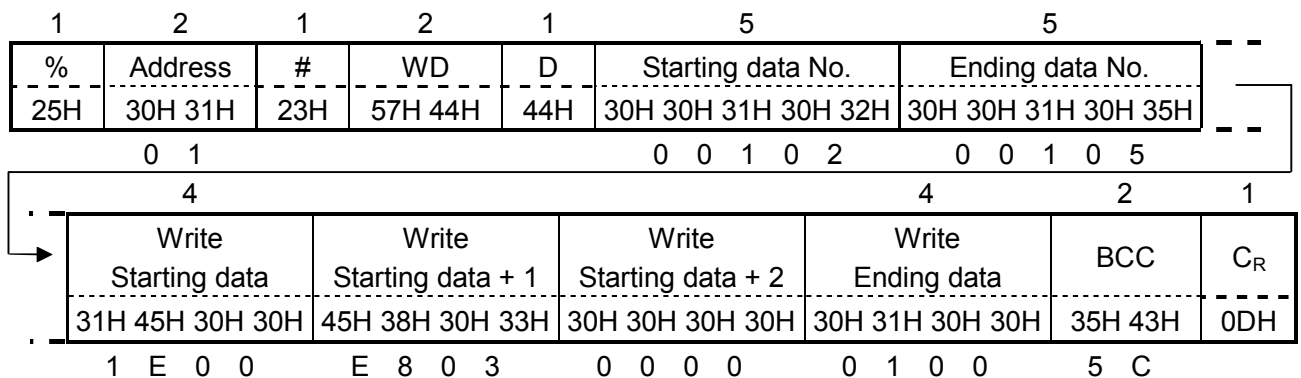 1 2 1 2 1 5 5
% Address # WD D Starting data No. Ending data No.
25H 30H 31H 23H 57H 44H 44H 30H 30H 31H 30H 32H 30H 30H 31H 30H 35H
0 1 0 0 1 0 2 0 0 1 0 5
4 4 2 1
Write Write Write Write BCC CR
Starting data Starting data + 1 Starting data + 2 Ending data
31H 45H 30H 30H 45H 38H 30H 33H 30H 30H 30H 30H 30H 31H 30H 30H 35H 43H 0DH
1 E 0 0 E 8 0 3 0 0 0 0 0 1 0 0 5 C